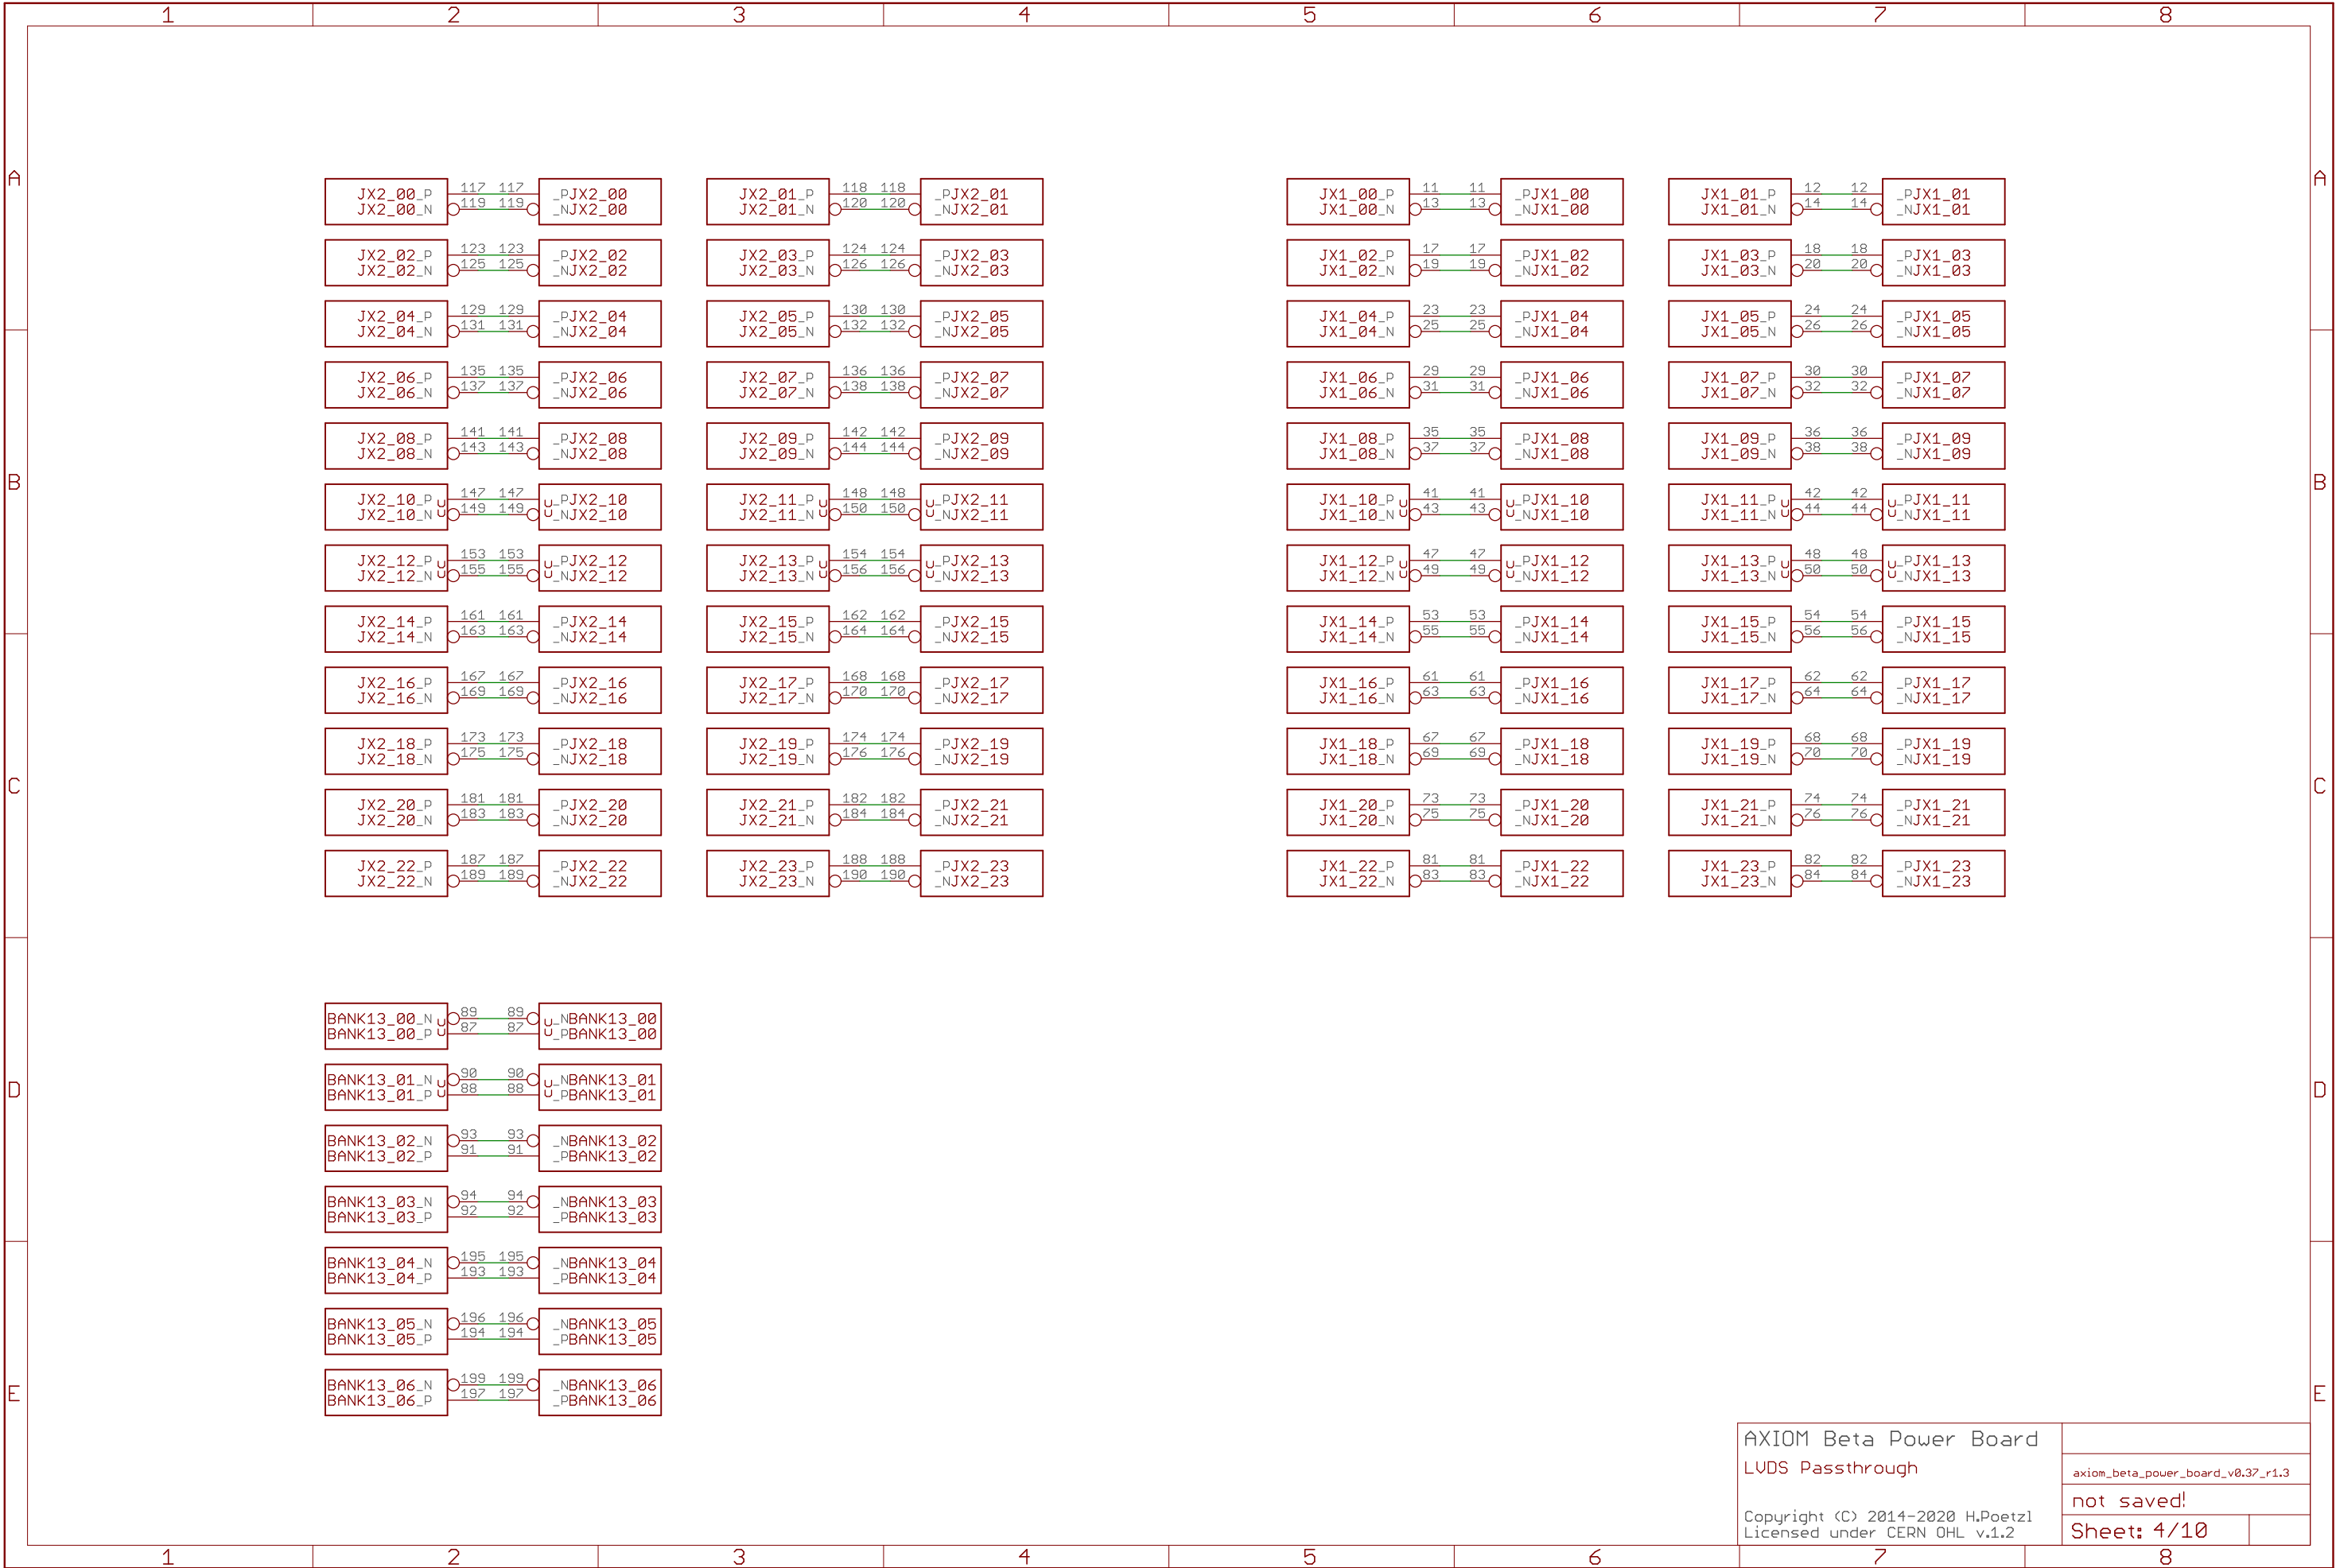 1 2 3 4 5 6 7 8
A A
JX2_00_P 117 117 _PJX2_00 JX2_01_P 118 118 _PJX2_01 JX1_00_P 11 11 _PJX1_00 JX1_01_P 12 12 _PJX1_01
JX2_00_N 119 119 _NJX2_00 JX2_01_N 120 120 _NJX2_01 JX1_00_N 13 13 _NJX1_00 JX1_01_N 14 14 _NJX1_01
JX2_02_P 123 123 _PJX2_02 JX2_03_P 124 124 _PJX2_03 JX1_02_P 17 17 _PJX1_02 JX1_03_P 18 18 _PJX1_03
JX2_02_N 125 125 _NJX2_02 JX2_03_N 126 126 _NJX2_03 JX1_02_N 19 19 _NJX1_02 JX1_03_N 20 20 _NJX1_03
JX2_04_P 129 129 _PJX2_04 JX2_05_P 130 130 _PJX2_05 JX1_04_P 23 23 _PJX1_04 JX1_05_P 24 24 _PJX1_05
JX2_04_N 131 131 _NJX2_04 JX2_05_N 132 132 _NJX2_05 JX1_04_N 25 25 _NJX1_04 JX1_05_N 26 26 _NJX1_05
JX2_06_P 135 135 _PJX2_06 JX2_07_P 136 136 _PJX2_07 JX1_06_P 29 29 _PJX1_06 JX1_07_P 30 30 _PJX1_07
JX2_06_N 137 137 _NJX2_06 JX2_07_N 138 138 _NJX2_07 JX1_06_N 31 31 _NJX1_06 JX1_07_N 32 32 _NJX1_07
JX2_08_P 141 141 _PJX2_08 JX2_09_P 142 142 _PJX2_09 JX1_08_P 35 35 _PJX1_08 JX1_09_P 36 36 _PJX1_09
JX2_08_N 143 143 _NJX2_08 JX2_09_N 144 144 _NJX2_09 JX1_08_N 37 37 _NJX1_08 JX1_09_N 38 38 _NJX1_09
B B
JX2_10_P U 147 147 U _PJX2_10 JX2_11_P U 148 148 U _PJX2_11 JX1_10_P U 41 41 U _PJX1_10 JX1_11_P U 42 42 U _PJX1_11
JX2_10_N U 149 149 U _NJX2_10 JX2_11_N U 150 150 U _NJX2_11 JX1_10_N U 43 43 U _NJX1_10 JX1_11_N U 44 44 U _NJX1_11
JX2_12_P U 153 153 U _PJX2_12 JX2_13_P U 154 154 U _PJX2_13 JX1_12_P U 47 47 U _PJX1_12 JX1_13_P U 48 48 U _PJX1_13
JX2_12_N U 155 155 U _NJX2_12 JX2_13_N U 156 156 U _NJX2_13 JX1_12_N U 49 49 U _NJX1_12 JX1_13_N U 50 50 U _NJX1_13
JX2_14_P 161 161 _PJX2_14 JX2_15_P 162 162 _PJX2_15 JX1_14_P 53 53 _PJX1_14 JX1_15_P 54 54 _PJX1_15
JX2_14_N 163 163 _NJX2_14 JX2_15_N 164 164 _NJX2_15 JX1_14_N 55 55 _NJX1_14 JX1_15_N 56 56 _NJX1_15
JX2_16_P 167 167 _PJX2_16 JX2_17_P 168 168 _PJX2_17 JX1_16_P 61 61 _PJX1_16 JX1_17_P 62 62 _PJX1_17
JX2_16_N 169 169 _NJX2_16 JX2_17_N 170 170 _NJX2_17 JX1_16_N 63 63 _NJX1_16 JX1_17_N 64 64 _NJX1_17
JX2_18_P 173 173 _PJX2_18 JX2_19_P 174 174 _PJX2_19 JX1_18_P 67 67 _PJX1_18 JX1_19_P 68 68 _PJX1_19
JX2_18_N 175 175 _NJX2_18 JX2_19_N 176 176 _NJX2_19 JX1_18_N 69 69 _NJX1_18 JX1_19_N 70 70 _NJX1_19
C C
JX2_20_P 181 181 _PJX2_20 JX2_21_P 182 182 _PJX2_21 JX1_20_P 73 73 _PJX1_20 JX1_21_P 74 74 _PJX1_21
JX2_20_N 183 183 _NJX2_20 JX2_21_N 184 184 _NJX2_21 JX1_20_N 75 75 _NJX1_20 JX1_21_N 76 76 _NJX1_21
JX2_22_P 187 187 _PJX2_22 JX2_23_P 188 188 _PJX2_23 JX1_22_P 81 81 _PJX1_22 JX1_23_P 82 82 _PJX1_23
JX2_22_N 189 189 _NJX2_22 JX2_23_N 190 190 _NJX2_23 JX1_22_N 83 83 _NJX1_22 JX1_23_N 84 84 _NJX1_23
BANK13_00_N U 89 89 U _NBANK13_00
BANK13_00_P U 87 87 U _PBANK13_00
BANK13_01_N U 90 90 U _NBANK13_01
D D
BANK13_01_P U 88 88 U _PBANK13_01
BANK13_02_N 93 93 _NBANK13_02
BANK13_02_P 91 91 _PBANK13_02
BANK13_03_N 94 94 _NBANK13_03
BANK13_03_P 92 92 _PBANK13_03
BANK13_04_N 195 195 _NBANK13_04
BANK13_04_P 193 193 _PBANK13_04
BANK13_05_N 196 196 _NBANK13_05
BANK13_05_P 194 194 _PBANK13_05
BANK13_06_N 199 199 _NBANK13_06
E E
BANK13_06_P 197 197 _PBANK13_06
AXIOM Beta Power Board
LVDS Passthrough
axiom_beta_power_board_v0.37_r1.3
not saved!
Copyright (C) 2014-2020 H.Poetzl
Licensed under CERN OHL v.1.2
Sheet: 4/10
1 2 3 4 5 6 7 8